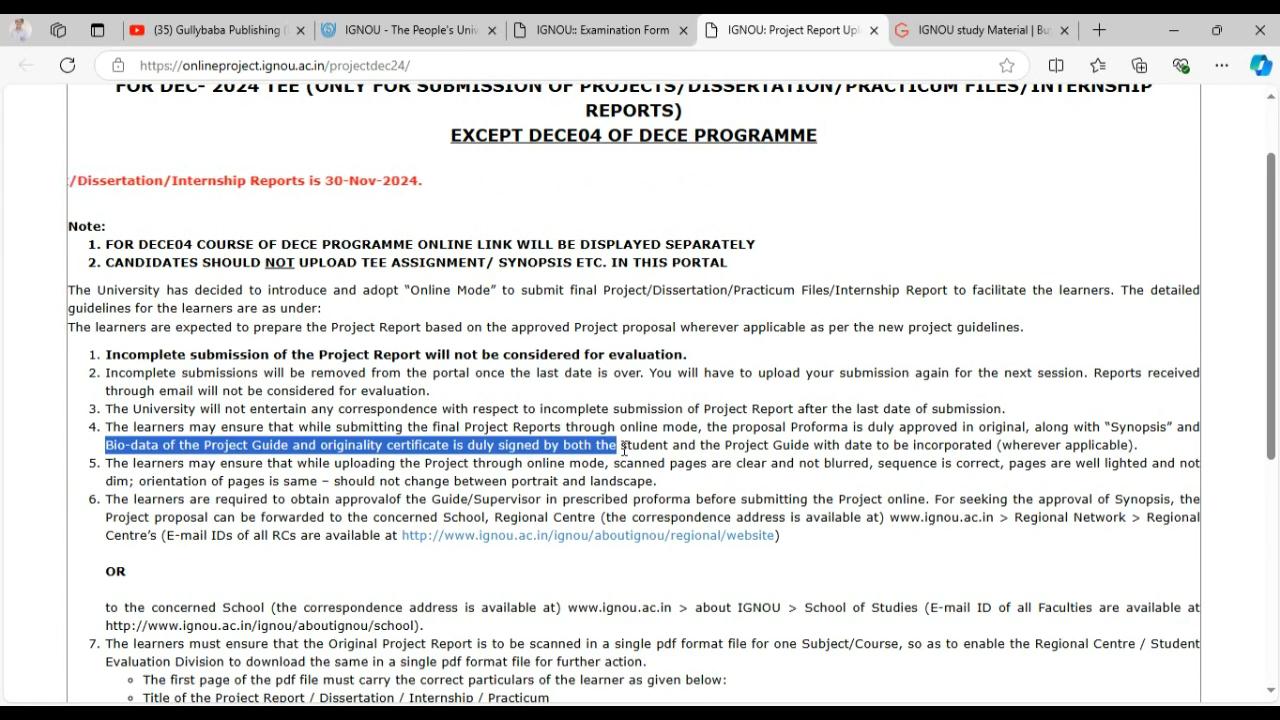 (35) Gullybaba Publishing
IGNOU - The People's Univ
IGNOU:: Examination Form
IGNOU: Project Report Upl
IGNOU study Material | Bu
https://onlineproject.ignou.ac.in/projectdec24/
FOR DEC- 2024 TEE (ONLY FOR SUBMISSION OF PROJECTS/DISSERTATION/PRACTICUM FILES/INTERNSHIP
REPORTS)
EXCEPT DECE04 OF DECE PROGRAMME
/Dissertation/Internship Reports is 30-Nov-2024.
Note:
1. FOR DECE04 COURSE OF DECE PROGRAMME ONLINE LINK WILL BE DISPLAYED SEPARATELY
2. CANDIDATES SHOULD NOT UPLOAD TEE ASSIGNMENT/ SYNOPSIS ETC. IN THIS PORTAL
The University has decided to introduce and adopt "Online Mode" to submit final Project/Dissertation/Practicum Files/Internship Report to facilitate the learners. The detailed
guidelines for the learners are as under:
The learners are expected to prepare the Project Report based on the approved Project proposal wherever applicable as per the new project guidelines.
1. Incomplete submission of the Project Report will not be considered for evaluation.
2. Incomplete submissions will be removed from the portal once the last date is over. You will have to upload your submission again for the next session. Reports received
through email will not be considered for evaluation.
3. The University will not entertain any correspondence with respect to incomplete submission of Project Report after the last date of submission.
4. The learners may ensure that while submitting the final Project Reports through online mode, the proposal Proforma is duly approved in original, along with "Synopsis" and
Bio-data of the Project Guide and originality certificate is duly signed by both the student and the Project Guide with date to be incorporated (wherever applicable).
5. The learners may ensure that while uploading the Project through online mode, scanned pages are clear and not blurred, sequence is correct, pages are well lighted and not
dim; orientation of pages is same – should not change between portrait and landscape.
6. The learners are required to obtain approvalof the Guide/Supervisor in prescribed proforma before submitting the Project online. For seeking the approval of Synopsis, the
Project proposal can be forwarded to the concerned School, Regional Centre (the correspondence address is available at) www.ignou.ac.in > Regional Network > Regional
Centre's (E-mail IDs of all RCs are available at http://www.ignou.ac.in/ignou/aboutignou/regional/website)
OR
to the concerned School (the correspondence address is available at) www.ignou.ac.in > about IGNOU > School of Studies (E-mail ID of all Faculties are available at
http://www.ignou.ac.in/ignou/aboutignou/school).
7. The learners must ensure that the Original Project Report is to be scanned in a single pdf format file for one Subject/Course, so as to enable the Regional Centre / Student
Evaluation Division to download the same in a single pdf format file for further action.
The first page of the pdf file must carry the correct particulars of the learner as given below:
Title of the Project Report / Dissertation / Internship / Practicum